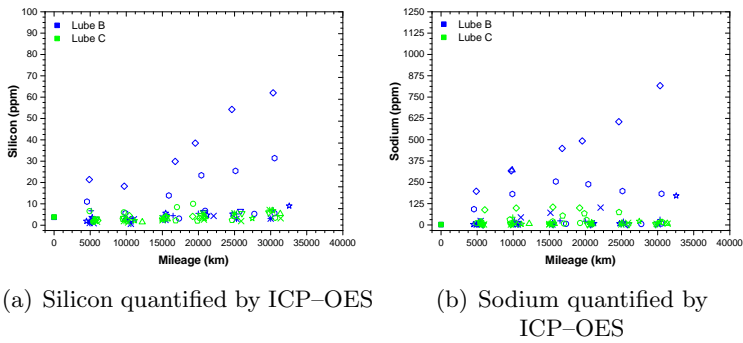 100
90
80
70
60
50
40
30
20
10
0
Silicon (ppm)
Lube B
Lube C
0 5000 10000 15000 20000 25000 30000 35000 40000
Mileage (km)
(a) Silicon quantified by ICP–OES
1250
1125
1000
875
750
625
500
375
250
125
0
Sodium (ppm)
Lube B
Lube C
0 5000 10000 15000 20000 25000 30000 35000 40000
Mileage (km)
(b) Sodium quantified by
ICP–OES